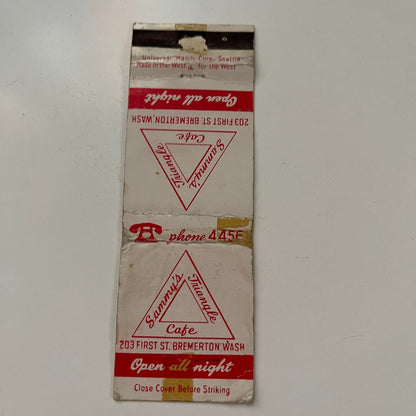 Universal Match Corp. Seattle
Made in the West for the West
Open all night
203 FIRST ST. BREMERTON, WASH
Sammy's
Triangle
Cafe
phone 4456
Sammy's
Triangle
Cafe
203 FIRST ST. BREMERTON, WASH
Open all night
Close Cover Before Striking